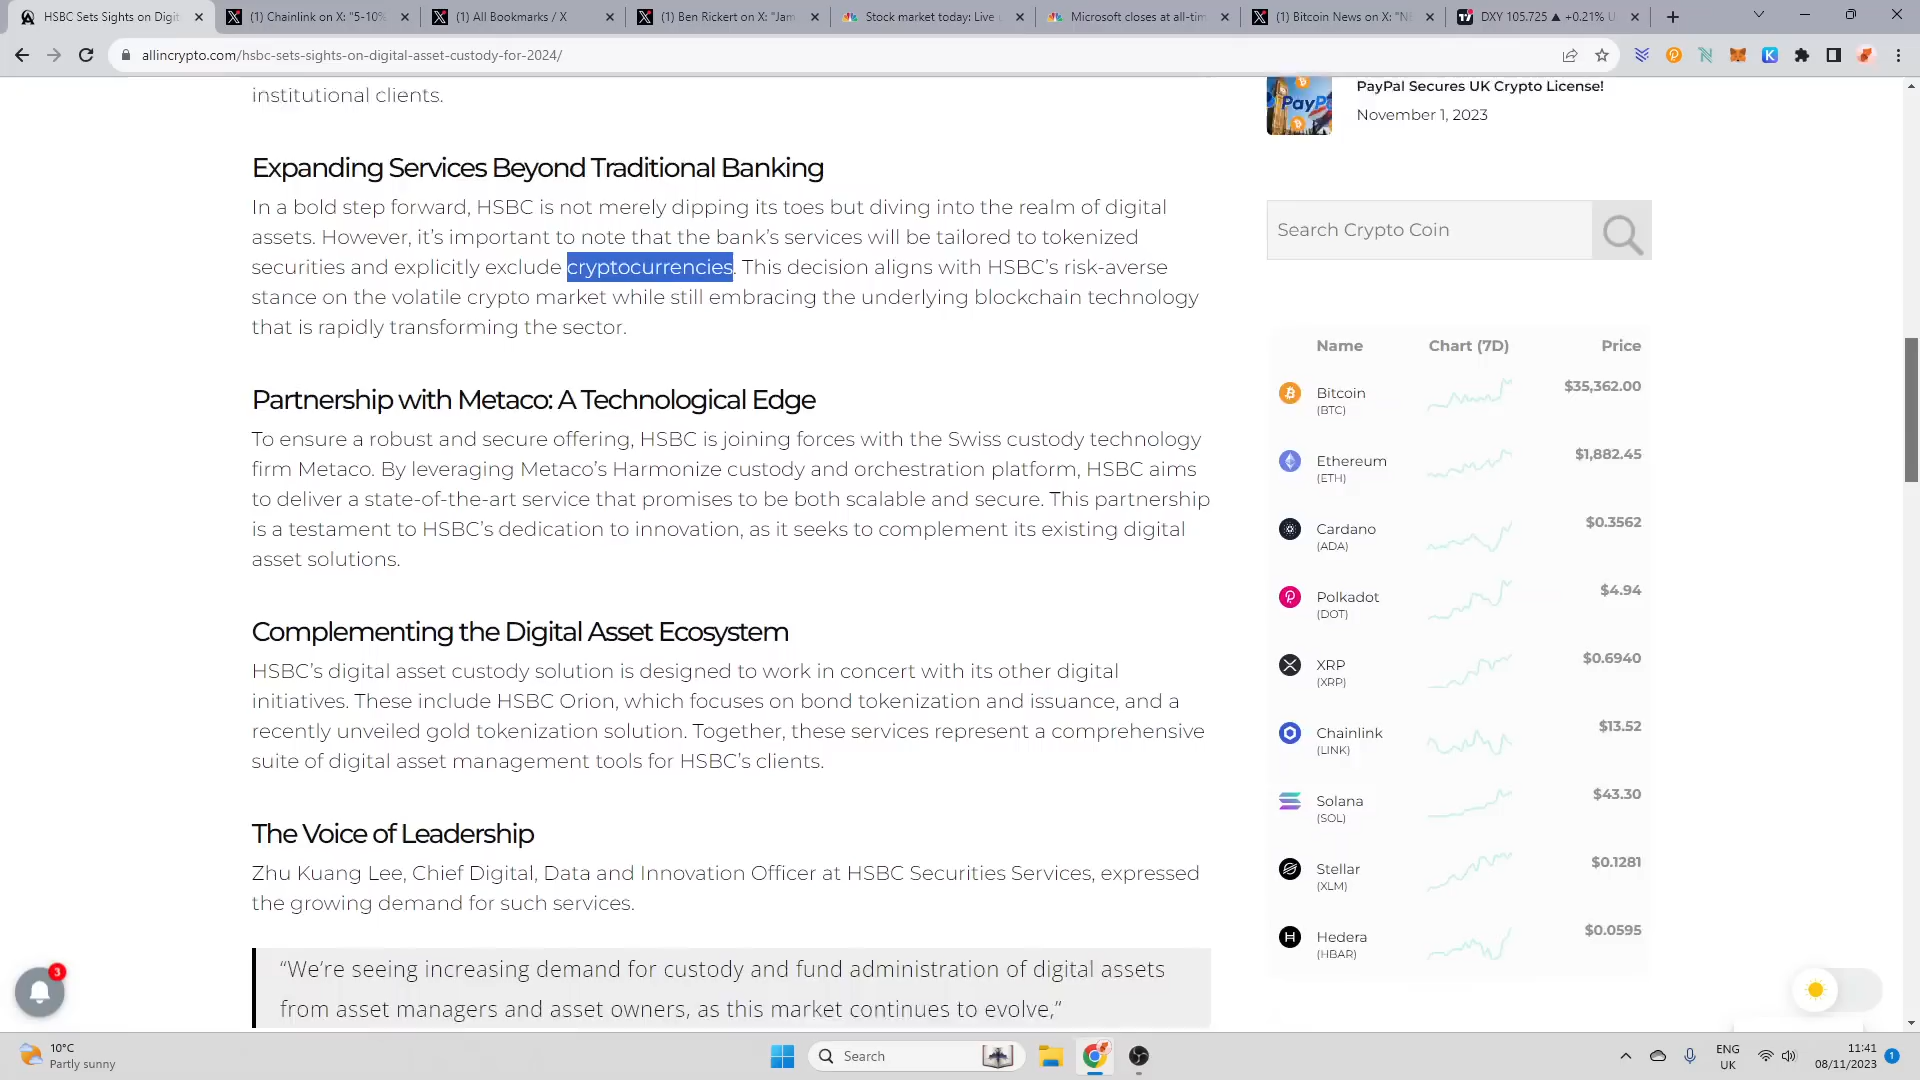 HSBC Sets Sights on Digit
(1) Chainlink on X: "5-10%
(1) All Bookmarks / X
(1) Ben Rickert on X: "Jam
Stock market today: Live u
Microsoft closes at all-tim
(1) Bitcoin News on X: "NE
DXY 105.725 ▲ +0.21% U
allincrypto.com/hsbc-sets-sights-on-digital-asset-custody-for-2024/
institutional clients.
Expanding Services Beyond Traditional Banking
In a bold step forward, HSBC is not merely dipping its toes but diving into the realm of digital
assets. However, it's important to note that the bank's services will be tailored to tokenized
securities and explicitly exclude cryptocurrencies. This decision aligns with HSBC's risk-averse
stance on the volatile crypto market while still embracing the underlying blockchain technology
that is rapidly transforming the sector.
Partnership with Metaco: A Technological Edge
To ensure a robust and secure offering, HSBC is joining forces with the Swiss custody technology
firm Metaco. By leveraging Metaco's Harmonize custody and orchestration platform, HSBC aims
to deliver a state-of-the-art service that promises to be both scalable and secure. This partnership
is a testament to HSBC's dedication to innovation, as it seeks to complement its existing digital
asset solutions.
Complementing the Digital Asset Ecosystem
HSBC's digital asset custody solution is designed to work in concert with its other digital
initiatives. These include HSBC Orion, which focuses on bond tokenization and issuance, and a
recently unveiled gold tokenization solution. Together, these services represent a comprehensive
suite of digital asset management tools for HSBC's clients.
The Voice of Leadership
Zhu Kuang Lee, Chief Digital, Data and Innovation Officer at HSBC Securities Services, expressed
the growing demand for such services.
"We're seeing increasing demand for custody and fund administration of digital assets
from asset managers and asset owners, as this market continues to evolve,"
PayP
PayPal Secures UK Crypto License!
November 1, 2023
Search Crypto Coin
Name Chart (7D) Price
Bitcoin $35,362.00
(BTC)
Ethereum $1,882.45
(ETH)
Cardano $0.3562
(ADA)
Polkadot $4.94
(DOT)
XRP $0.6940
(XRP)
Chainlink $13.52
(LINK)
Solana $43.30
(SOL)
Stellar $0.1281
(XLM)
Hedera $0.0595
(HBAR)
3
10°C
Partly sunny
Search
ENG
UK
11:41
08/11/2023
1